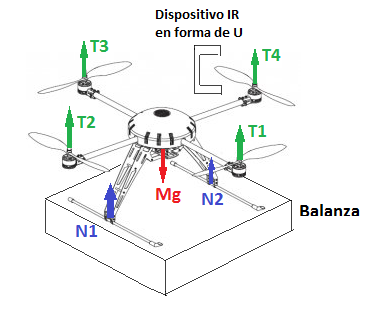 Dispositivo IR
en forma de U
T3
T4
T2
T1
Mg
N2
N1
Balanza